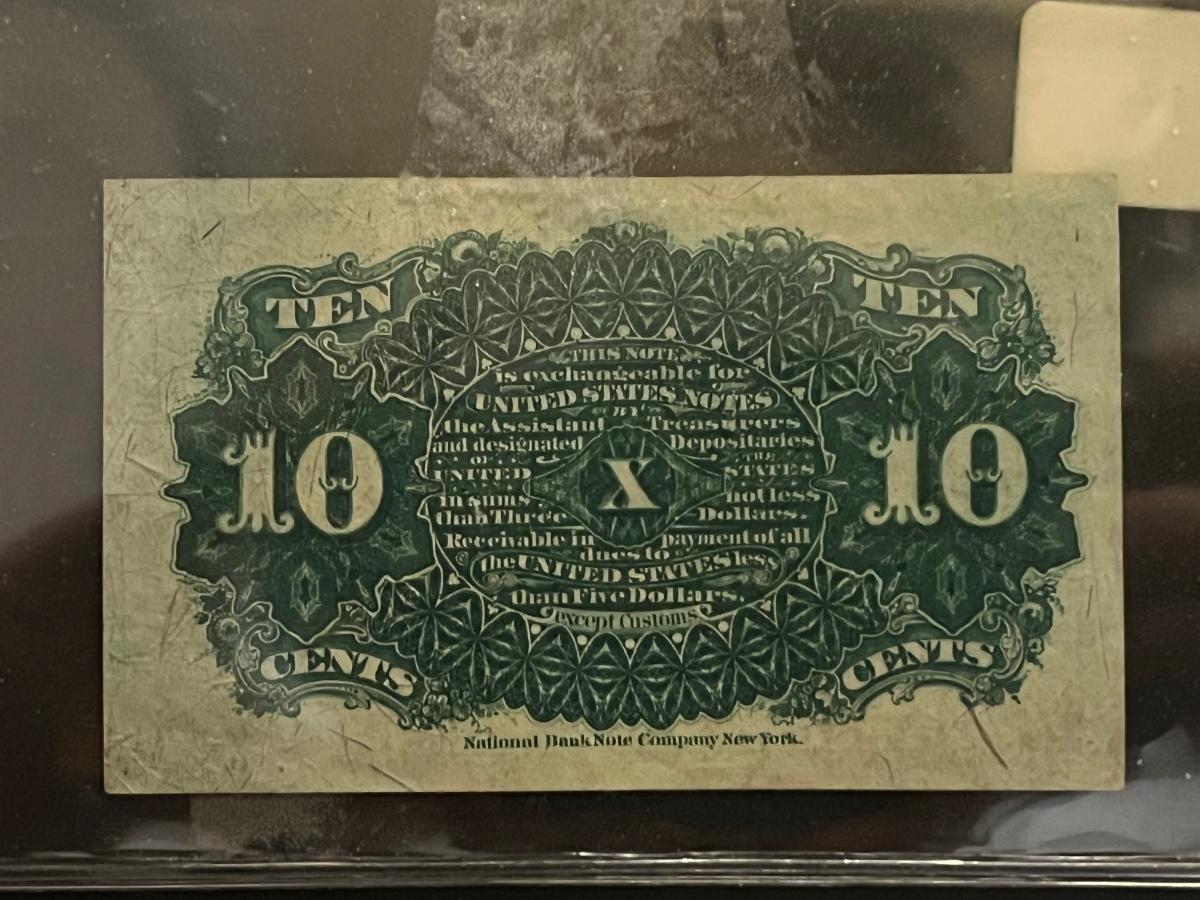 TEN TEN
THIS NOTE
is exchangeable for
UNITED STATES NOTES
BY
the Assistant Treasurers
and designated Depositaries
OF THE
UNITED STATES
in sums not less
than Three Dollars.
10 X 10
Receivable in payment of all
dues to
the UNITED STATES less
than Five Dollars.
except Customs
CENTS CENTS
National Bank Note Company New York.